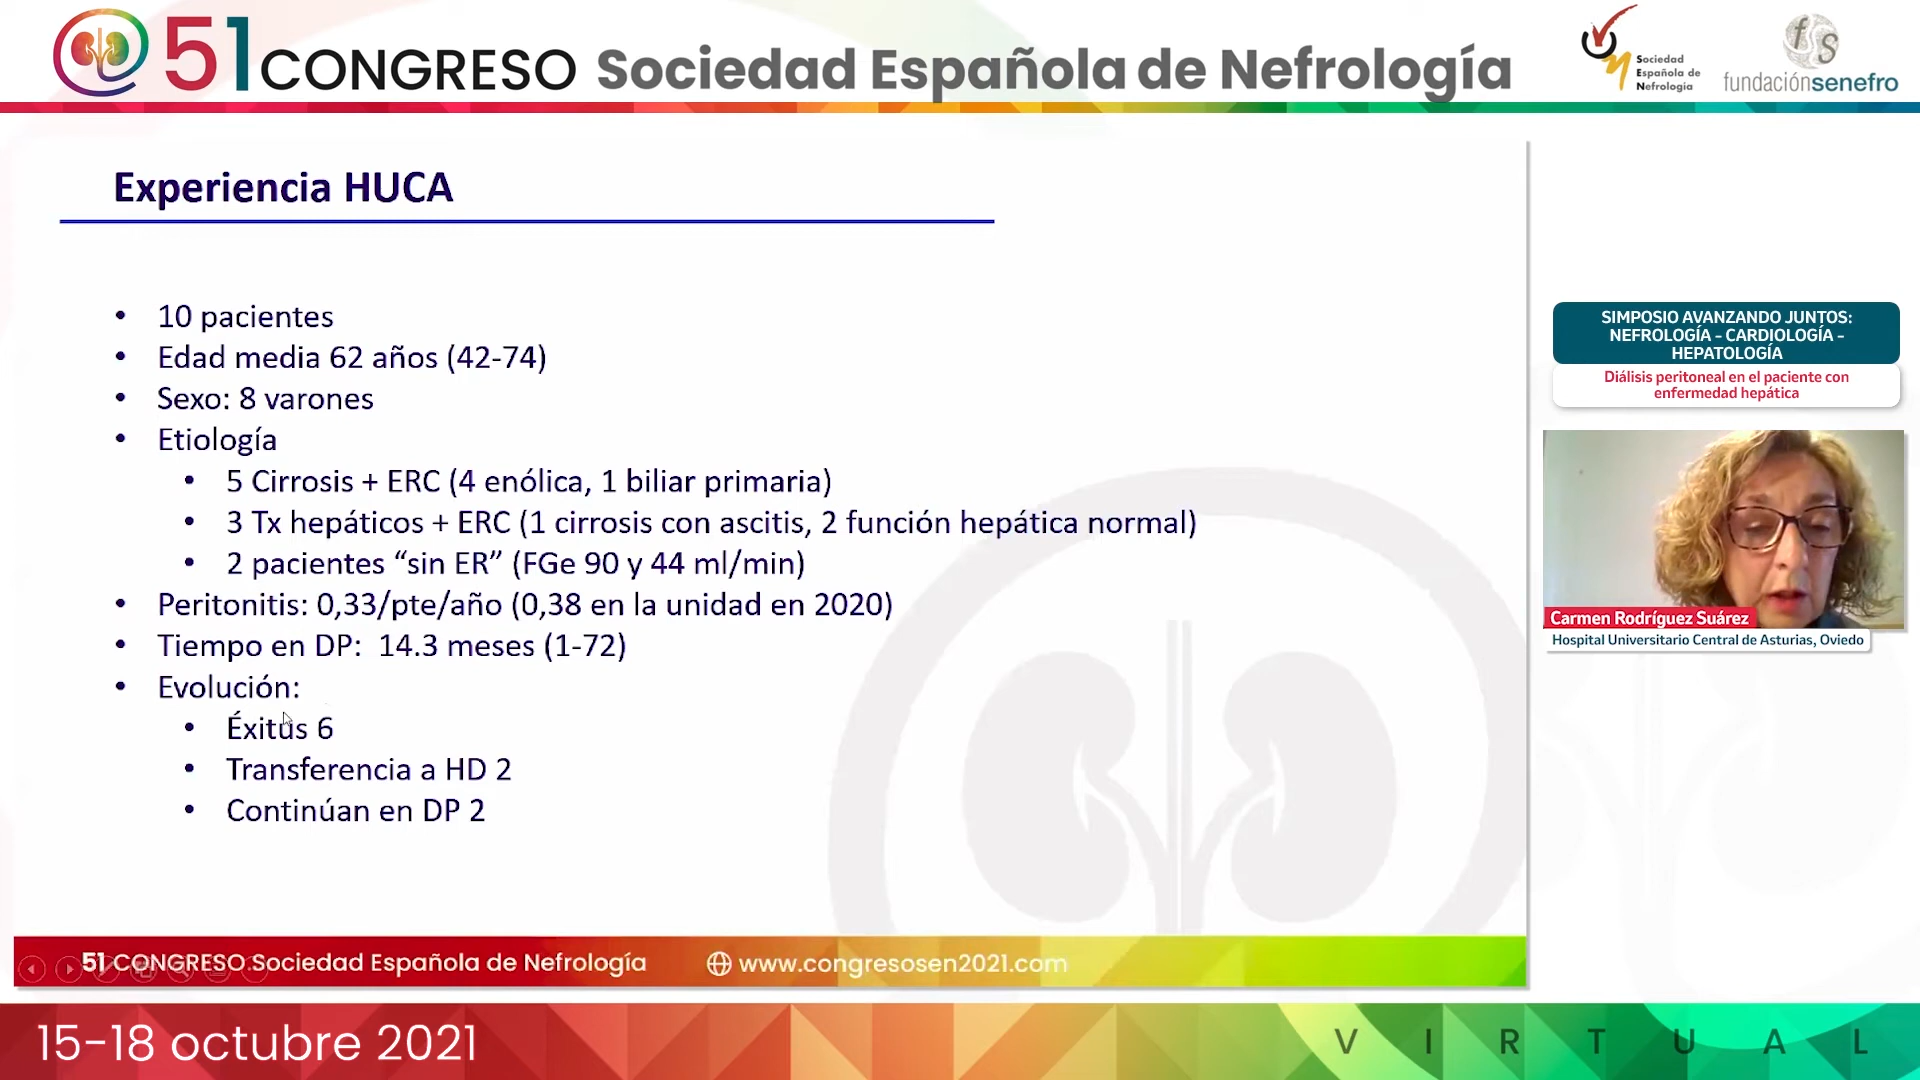 51 CONGRESO Sociedad Española de Nefrología
Sociedad
Española de
Nefrología
fS
fundaciónsenefro
Experiencia HUCA
• 10 pacientes
• Edad media 62 años (42-74)
• Sexo: 8 varones
• Etiología
• 5 Cirrosis + ERC (4 enólica, 1 biliar primaria)
• 3 Tx hepáticos + ERC (1 cirrosis con ascitis, 2 función hepática normal)
• 2 pacientes “sin ER” (FGe 90 y 44 ml/min)
• Peritonitis: 0,33/pte/año (0,38 en la unidad en 2020)
• Tiempo en DP: 14.3 meses (1-72)
• Evolución:
• Éxitus 6
• Transferencia a HD 2
• Continúan en DP 2
SIMPOSIO AVANZANDO JUNTOS:
NEFROLOGÍA - CARDIOLOGÍA -
HEPATOLOGÍA
Diálisis peritoneal en el paciente con
enfermedad hepática
Carmen Rodríguez Suárez
Hospital Universitario Central de Asturias, Oviedo
51 CONGRESO Sociedad Española de Nefrología
www.congresosen2021.com
15-18 octubre 2021
VIRTUAL